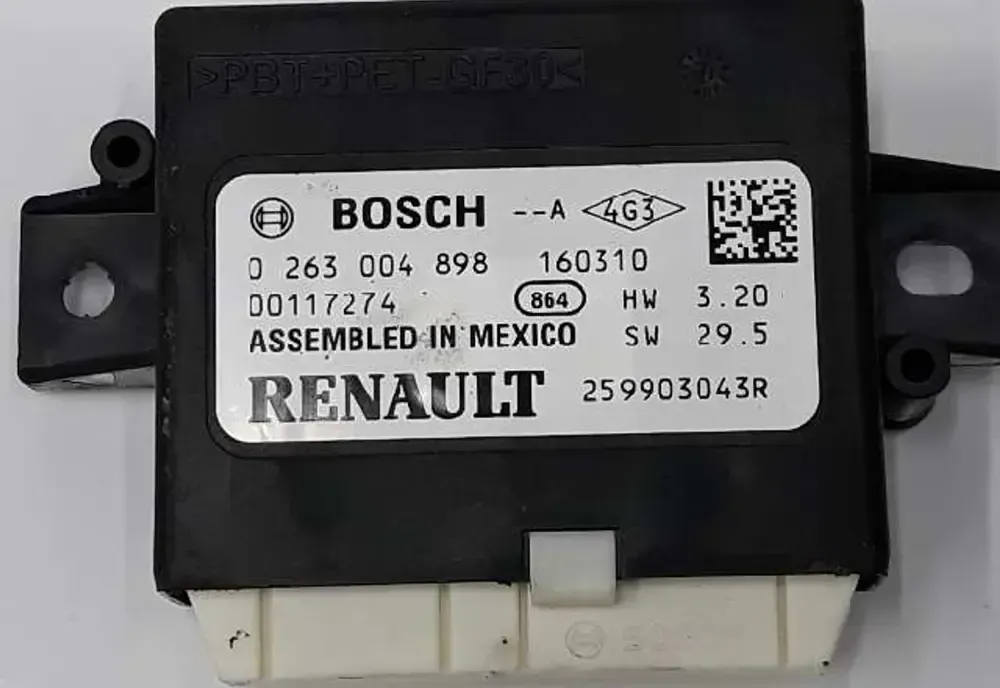 >PBT+PET-GF30<
BOSCH --A 4G3
0 263 004 898 160310
D0117274 864 HW 3.20
ASSEMBLED IN MEXICO SW 29.5
RENAULT 259903043R